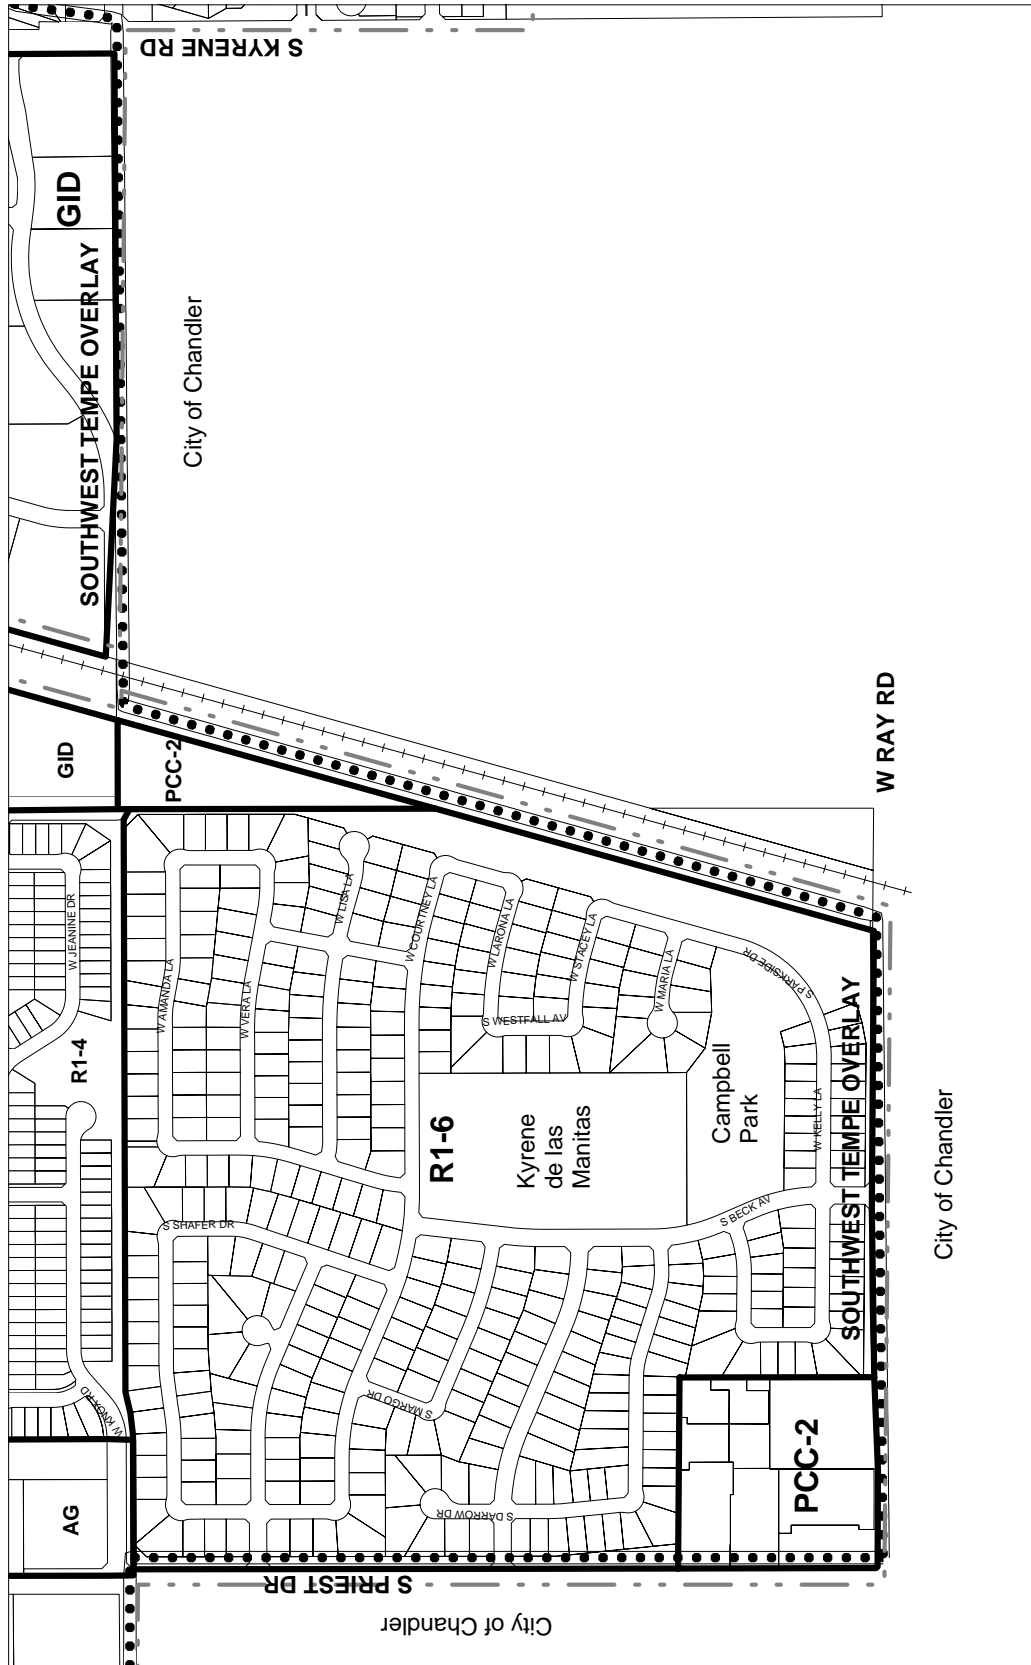 S KYRENE RD
GID
SOUTHWEST TEMPE OVERLAY
City of Chandler
W RAY RD
GID
PCC-2
W JEANINE DR
R1-4
W AMANDA LA
W VERA LA
W LISA LA
W COURTNEY LA
W LARONA LA
W STACEY LA
W MARIA LA
S PARKSIDE DR
S WESTFALL AV
R1-6
Kyrene
de las
Manitas
Campbell
Park
W KELLY LA
SOUTHWEST TEMPE OVERLAY
City of Chandler
S BECK AV
S SHAFER DR
S MARGO DR
W KNOX RD
AG
S DARROW DR
PCC-2
S PRIEST DR
City of Chandler